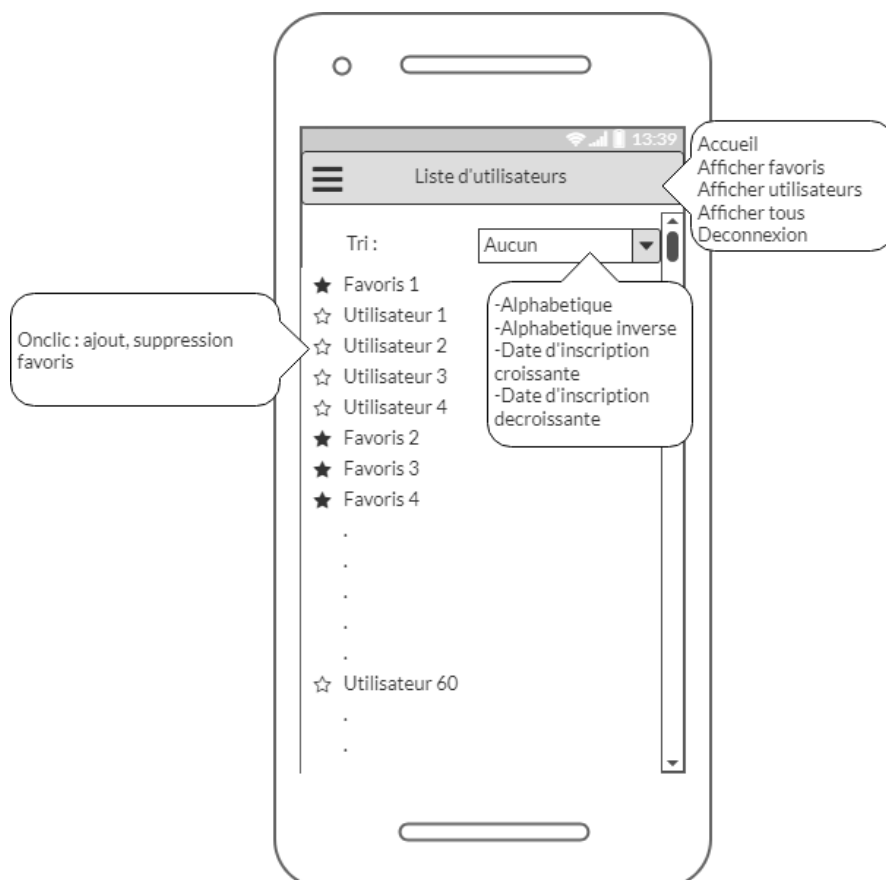 13:39
Liste d'utilisateurs
Accueil
Afficher favoris
Afficher utilisateurs
Afficher tous
Deconnexion
Tri :
Aucun
-Alphabetique
-Alphabetique inverse
-Date d'inscription
croissante
-Date d'inscription
decroissante
Onclic : ajout, suppression
favoris
Favoris 1
Utilisateur 1
Utilisateur 2
Utilisateur 3
Utilisateur 4
Favoris 2
Favoris 3
Favoris 4
.
.
.
.
.
Utilisateur 60
.
.